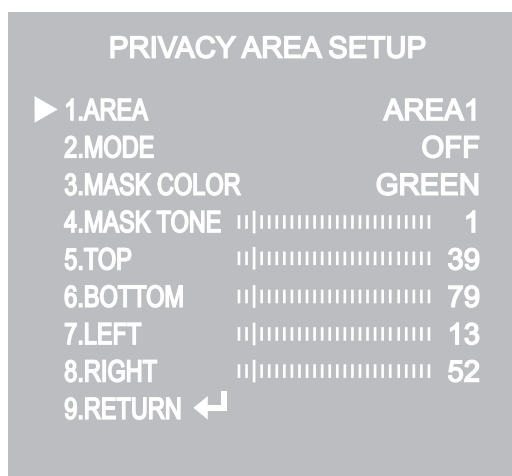 PRIVACY AREA SETUP
1.AREA AREA1
2.MODE OFF
3.MASK COLOR GREEN
4.MASK TONE 1
5.TOP 39
6.BOTTOM 79
7.LEFT 13
8.RIGHT 52
9.RETURN